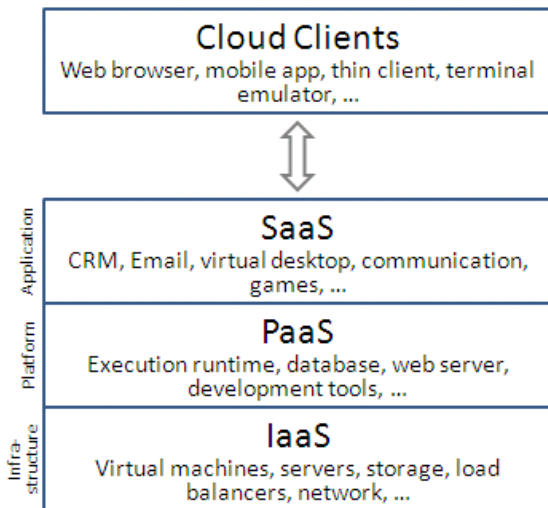 Cloud Clients
Web browser, mobile app, thin client, terminal
emulator, ...
Application
SaaS
CRM, Email, virtual desktop, communication,
games, ...
Platform
PaaS
Execution runtime, database, web server,
development tools, ...
Infra-
structure
IaaS
Virtual machines, servers, storage, load
balancers, network, ...